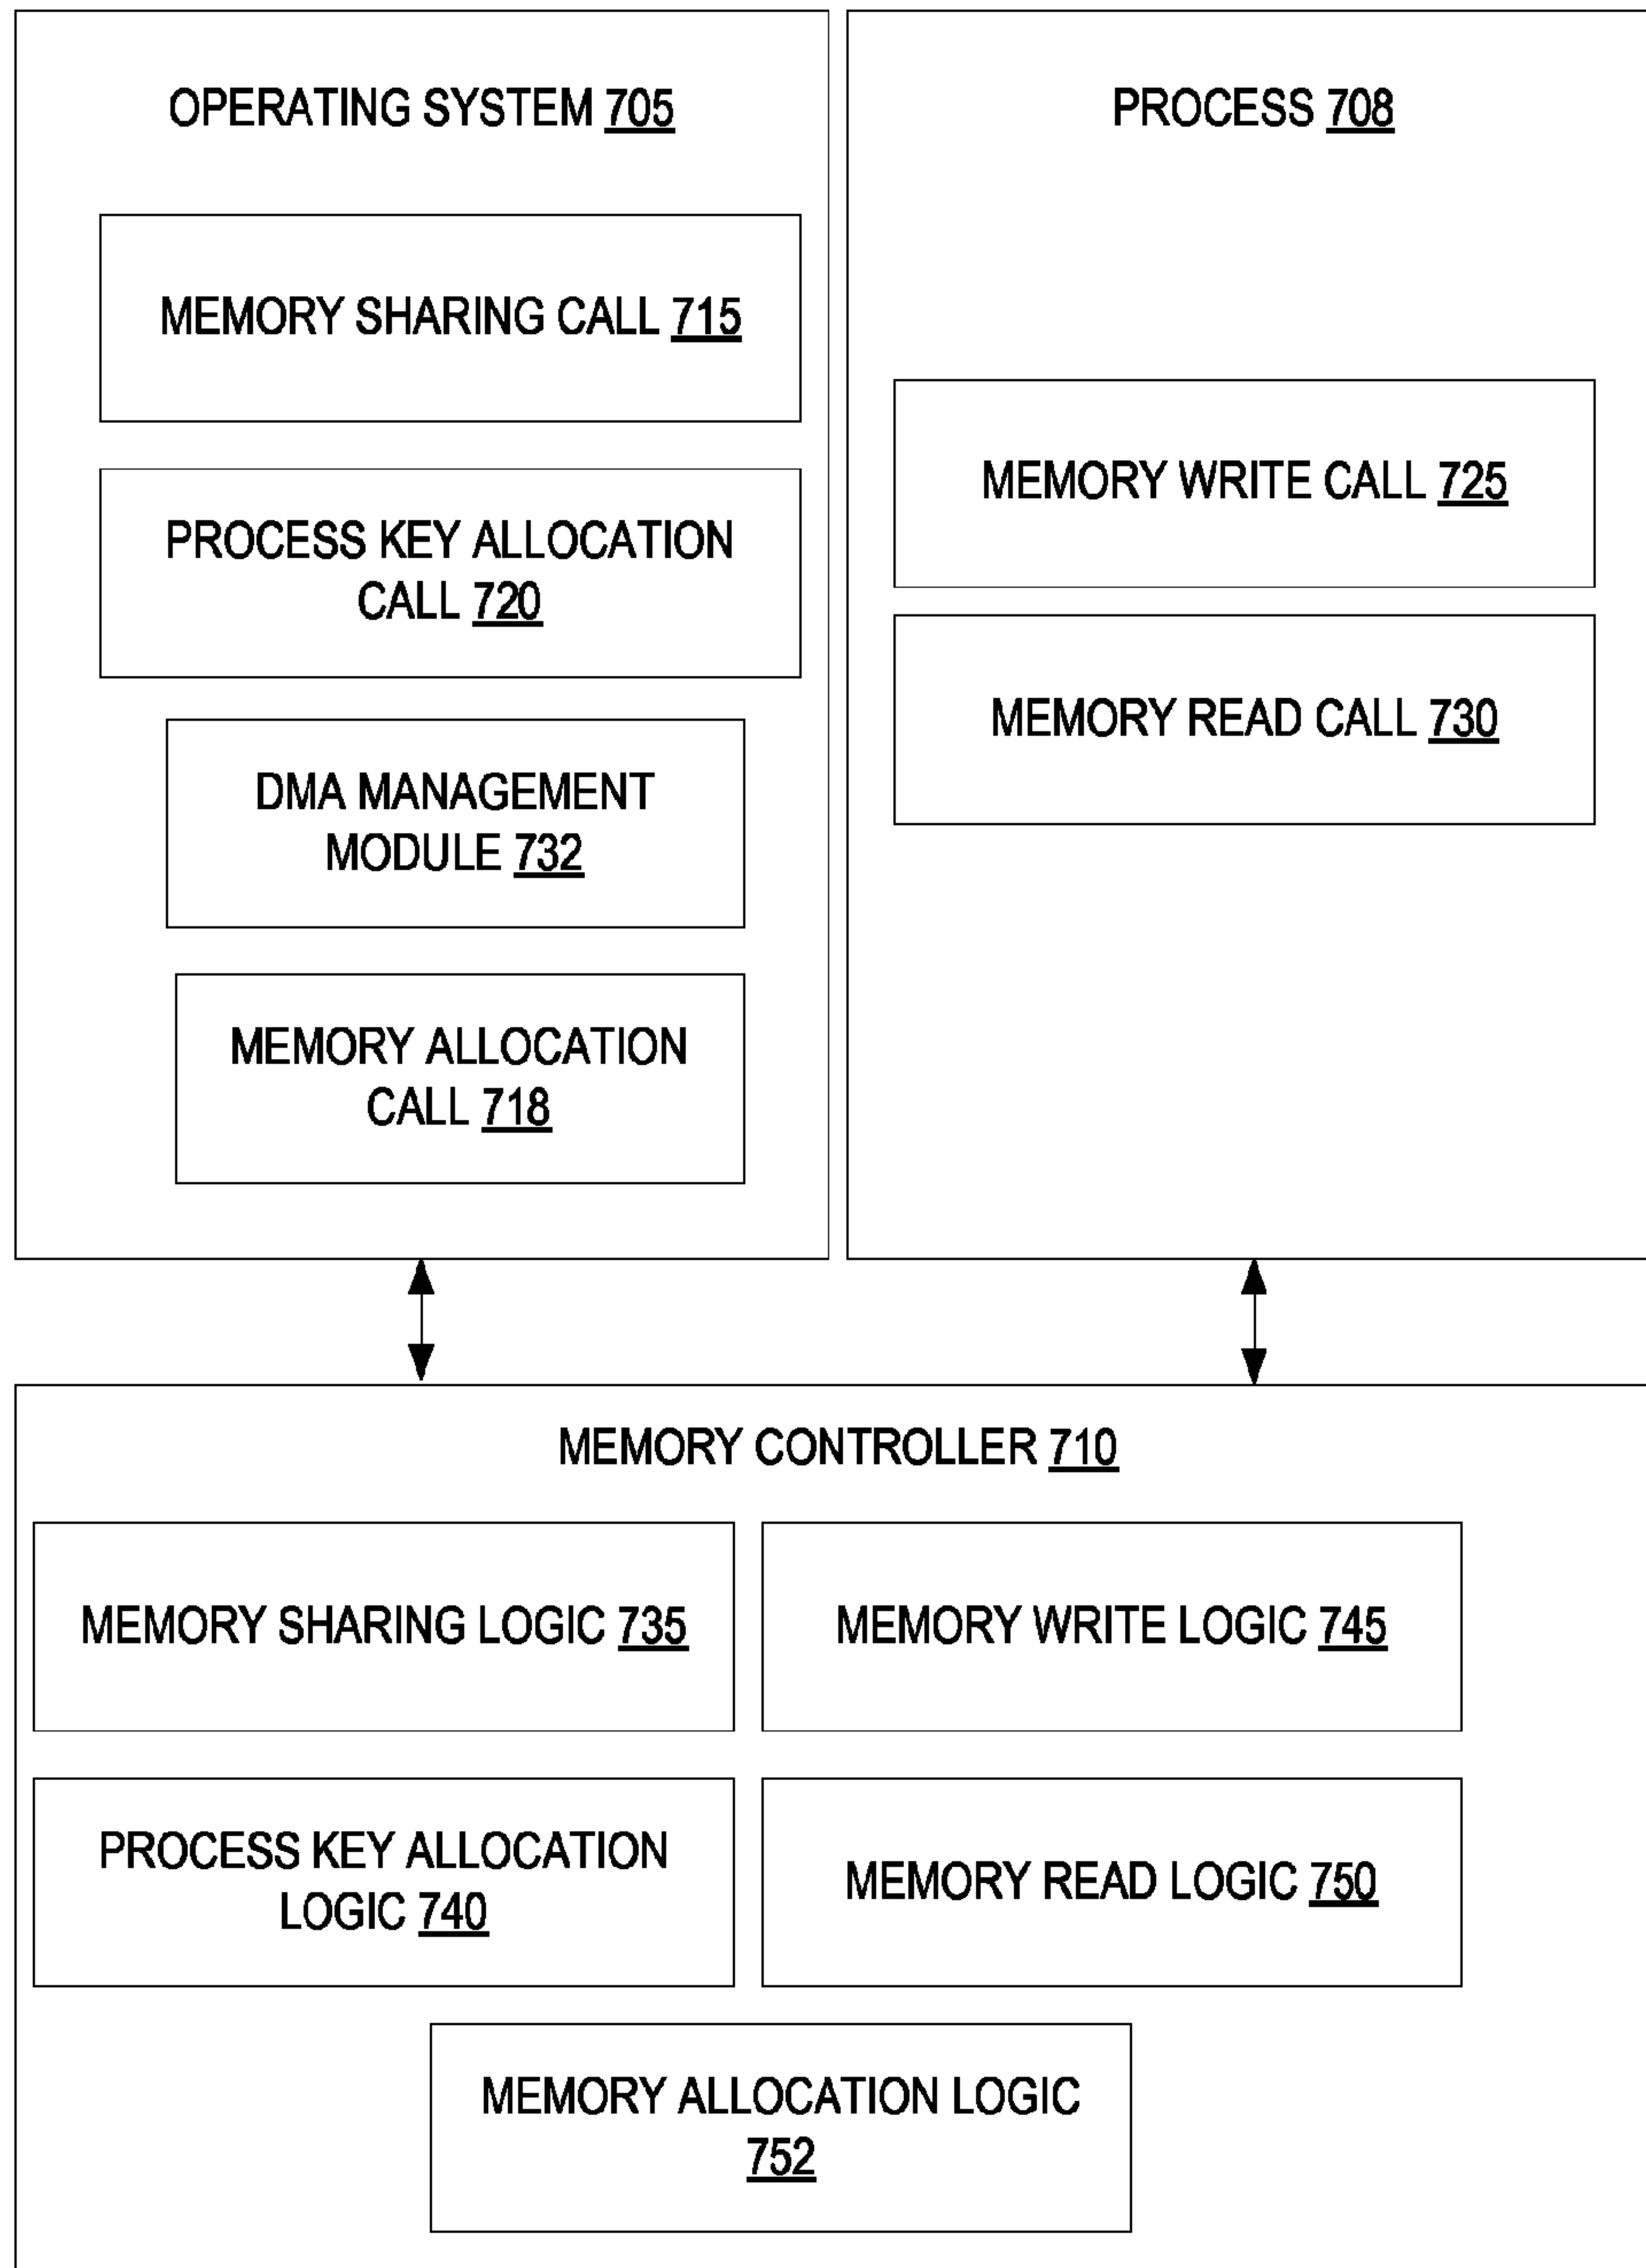 OPERATING SYSTEM 705
MEMORY SHARING CALL 715
PROCESS KEY ALLOCATION
CALL 720
DMA MANAGEMENT
MODULE 732
MEMORY ALLOCATION
CALL 718
PROCESS 708
MEMORY WRITE CALL 725
MEMORY READ CALL 730
MEMORY CONTROLLER 710
MEMORY SHARING LOGIC 735
MEMORY WRITE LOGIC 745
PROCESS KEY ALLOCATION
LOGIC 740
MEMORY READ LOGIC 750
MEMORY ALLOCATION LOGIC
752